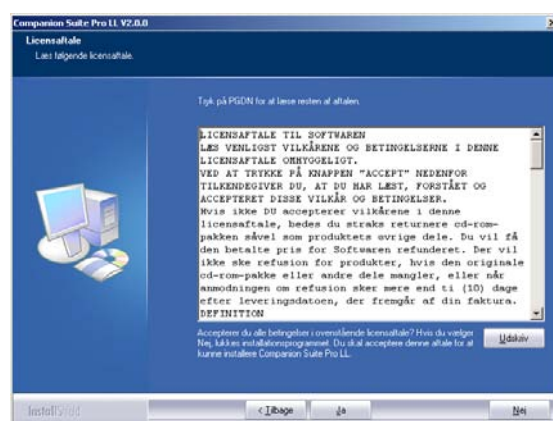 Companion Suite Pro LL V2.0.0
Licensaftale
Læs følgende licensaftale.
Tryk på PGDN for at læse resten af aftalen.
LICENSAFTALE TIL SOFTWAREN
LÆS VENLIGST VILKÅRENE OG BETINGELSERNE I DENNE
LICENSAFTALE OMHYGGELIGT.
VED AT TRYKKE PÅ KNAPPEN "ACCEPT" NEDENFOR
TILKENDEGIVER DU, AT DU HAR LÆST, FORSTÅET OG
ACCEPTERET DISSE VILKÅR OG BETINGELSER.
Hvis ikke DU accepterer vilkårene i denne
licensaftale, bedes du straks returnere cd-rom-
pakken såvel som produktets øvrige dele. Du vil få
den betalte pris for Softwaren refunderet. Der vil
ikke ske refusion for produkter, hvis den originale
cd-rom-pakke eller andre dele mangler, eller når
anmodningen om refusion sker mere end ti (10) dage
efter leveringsdatoen, der fremgår af din faktura.
DEFINITION
Accepterer du alle betingelser i ovenstående licensaftale? Hvis du vælger
Nej, lukkes installationsprogrammet. Du skal acceptere denne aftale for at
kunne installere Companion Suite Pro LL.
Udskriv
InstallShield
< Tilbage
Ja
Nej